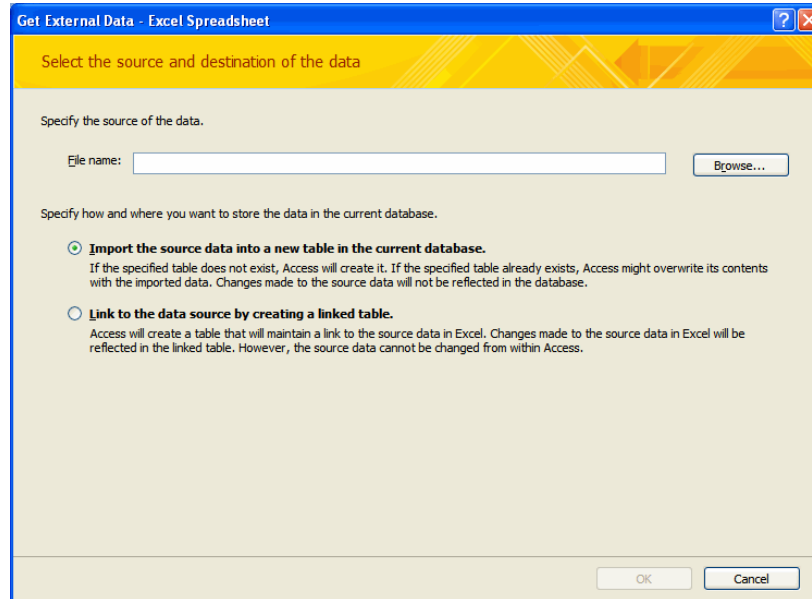 Get External Data - Excel Spreadsheet
Select the source and destination of the data
Specify the source of the data.
File name:
Browse...
Specify how and where you want to store the data in the current database.
Import the source data into a new table in the current database.
If the specified table does not exist, Access will create it. If the specified table already exists, Access might overwrite its contents
with the imported data. Changes made to the source data will not be reflected in the database.
Link to the data source by creating a linked table.
Access will create a table that will maintain a link to the source data in Excel. Changes made to the source data in Excel will be
reflected in the linked table. However, the source data cannot be changed from within Access.
OK
Cancel